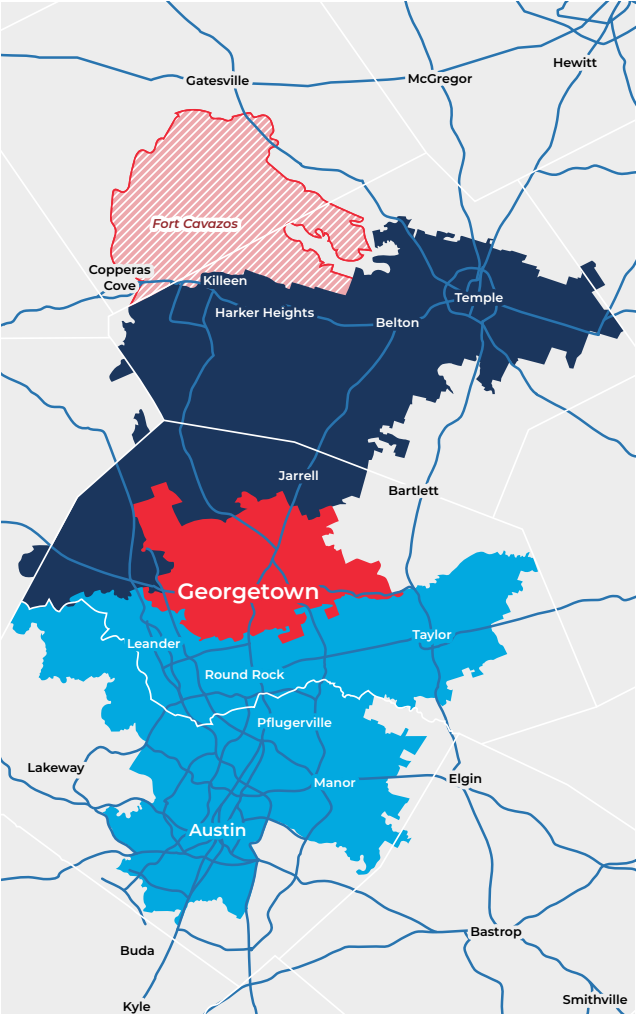 Hewitt
McGregor
Gatesville
Fort Cavazos
Copperas
Cove
Killeen
Temple
Harker Heights
Belton
Jarrell
Bartlett
Georgetown
Taylor
Leander
Round Rock
Pflugerville
Lakeway
Elgin
Manor
Austin
Bastrop
Buda
Smithville
Kyle